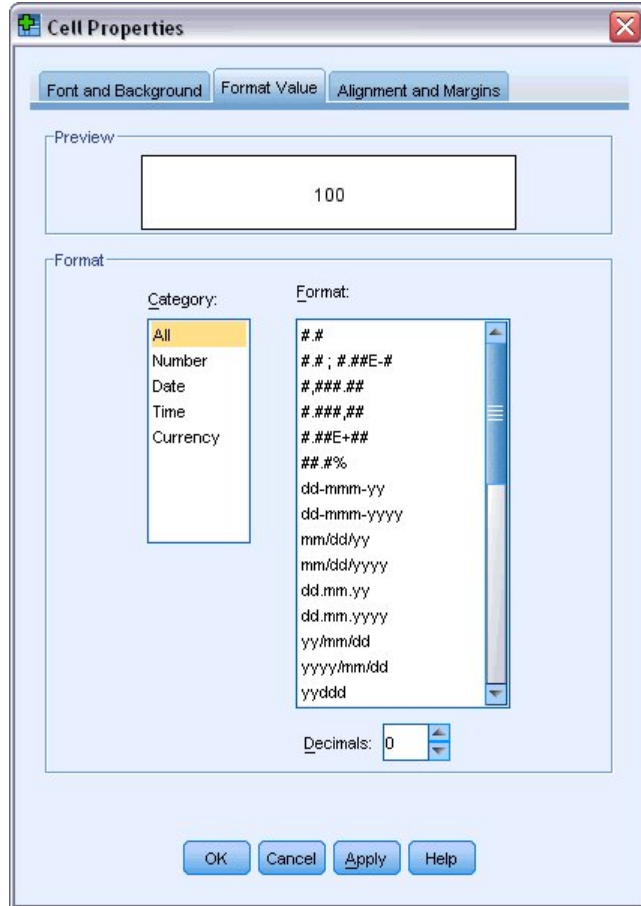 Cell Properties
Font and Background Format Value Alignment and Margins
Preview
100
Format
Category:
Format:
All
Number
Date
Time
Currency
#.#
#.# ; #.##E-#
#,###.##
#.###,##
#.##E+##
##.#%
dd-mmm-yy
dd-mmm-yyyy
mm/dd/yy
mm/dd/yyyy
dd.mm.yy
dd.mm.yyyy
yy/mm/dd
yyyy/mm/dd
yyddd
Decimals: 0
OK Cancel Apply Help